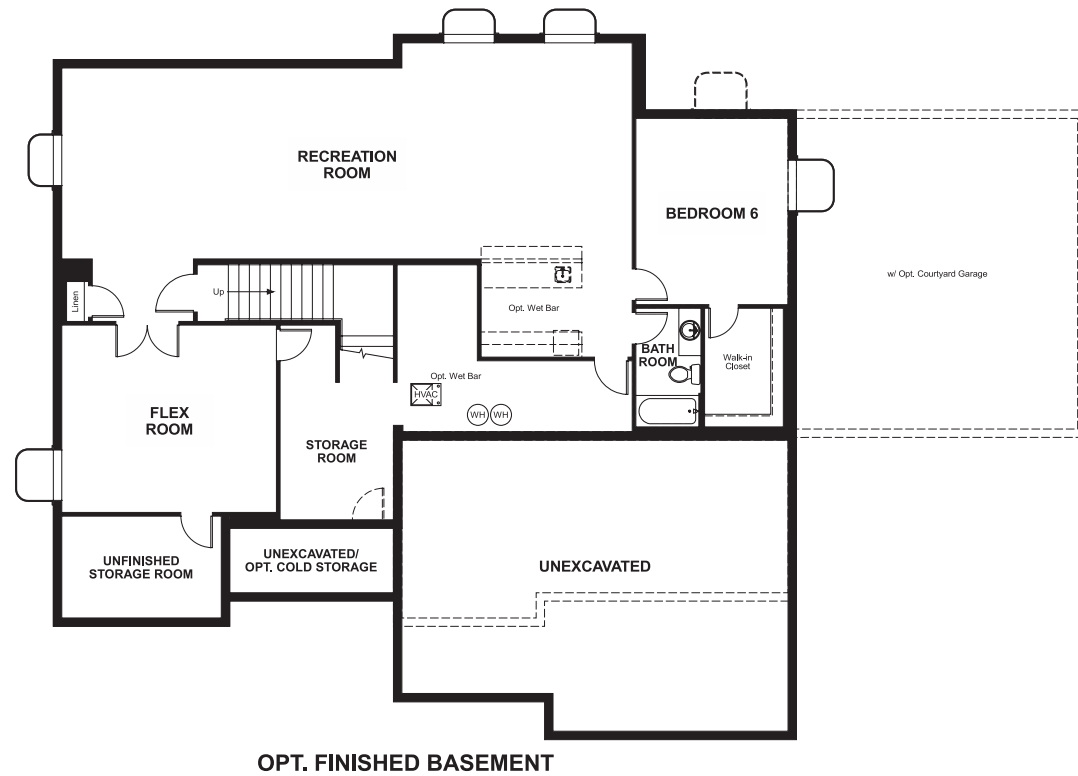 RECREATION
ROOM
BEDROOM 6
w/ Opt. Courtyard Garage
Up
Linen
Opt. Wet Bar
BATH
ROOM
Walk-in
Closet
Opt. Wet Bar
HVAC
WH WH
FLEX
ROOM
STORAGE
ROOM
UNFINISHED
STORAGE ROOM
UNEXCAVATED/
OPT. COLD STORAGE
UNEXCAVATED
OPT. FINISHED BASEMENT